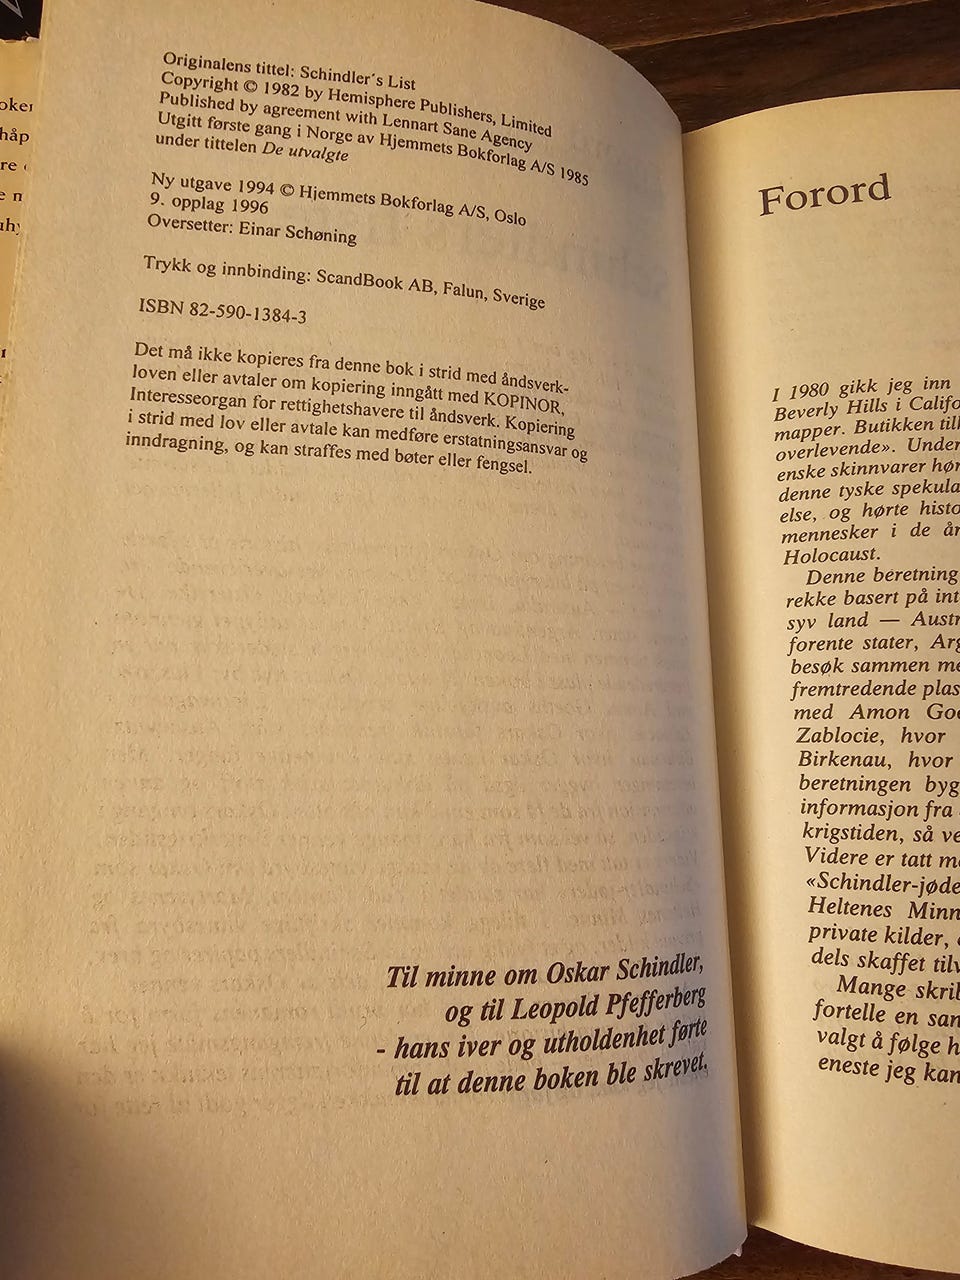 oker
håp
re
e n
Originalens tittel: Schindler´s List
Copyright © 1982 by Hemisphere Publishers, Limited
Published by agreement with Lennart Sane Agency
Utgitt første gang i Norge av Hjemmets Bokforlag A/S 1985
under tittelen De utvalgte
Ny utgave 1994 © Hjemmets Bokforlag A/S, Oslo
9. opplag 1996
Oversetter: Einar Schøning
Trykk og innbinding: ScandBook AB, Falun, Sverige
ISBN 82-590-1384-3
Det må ikke kopieres fra denne bok i strid med åndsverk-
loven eller avtaler om kopiering inngått med KOPINOR,
Interesseorgan for rettighetshavere til åndsverk. Kopiering
i strid med lov eller avtale kan medføre erstatningsansvar og
inndragning, og kan straffes med bøter eller fengsel.
Til minne om Oskar Schindler,
og til Leopold Pfefferberg
- hans iver og utholdenhet førte
til at denne boken ble skrevet.
Forord
I 1980 gikk jeg inn
Beverly Hills i Califo
mapper. Butikken till
overlevende». Under
enske skinnvarer hør
denne tyske spekula
else, og hørte histo
mennesker i de år
Holocaust.
Denne beretning
rekke basert på int
syv land — Austr
forente stater, Arg
besøk sammen me
fremtredende plas
med Amon Goe
Zablocie, hvor
Birkenau, hvor
beretningen byg
informasjon fra
krigstiden, så ve
Videre er tatt me
«Schindler-jøde
Heltenes Minn
private kilder,
dels skaffet tilv
Mange skril
fortelle en san
valgt å følge h
eneste jeg kan